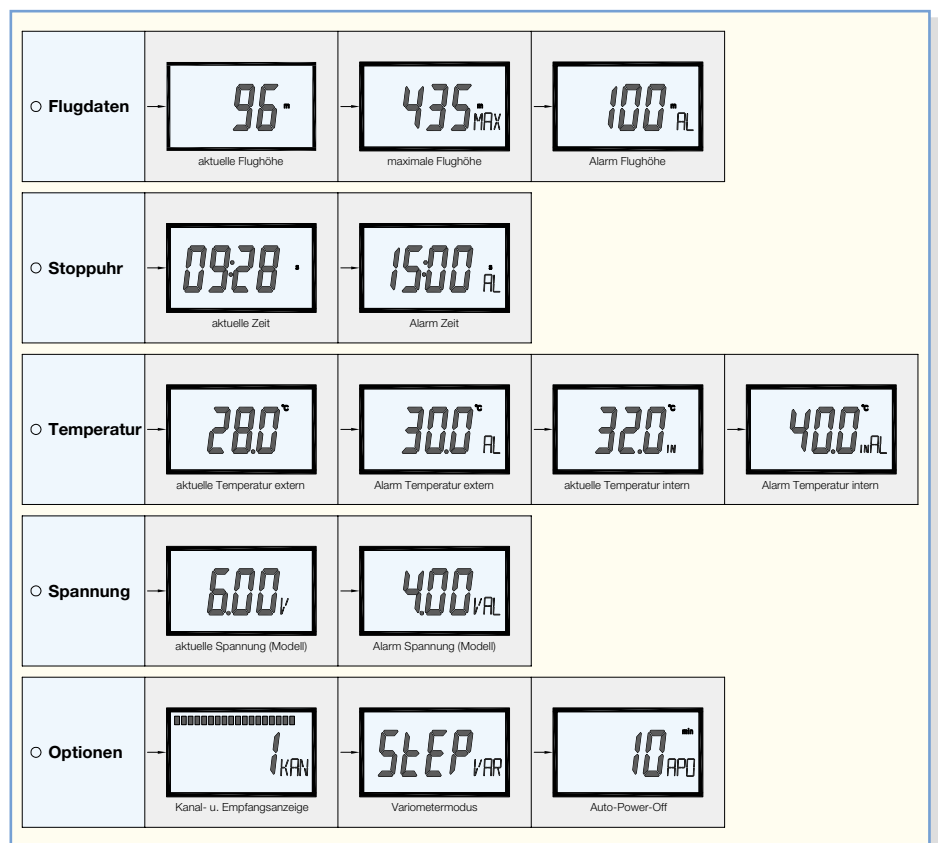 Flugdaten
96 m
aktuelle Flughöhe
435 m MAX
maximale Flughöhe
100 m AL
Alarm Flughöhe
Stoppuhr
09:28 s
aktuelle Zeit
15:00 s AL
Alarm Zeit
Temperatur
28.0 °C
aktuelle Temperatur extern
30.0 °C AL
Alarm Temperatur extern
32.0 °C IN
aktuelle Temperatur intern
40.0 °C IN AL
Alarm Temperatur intern
Spannung
6.00 V
aktuelle Spannung (Modell)
4.00 V AL
Alarm Spannung (Modell)
Optionen
1 KAN
Kanal- u. Empfangsanzeige
StEP VAR
Variometermodus
10 min APO
Auto-Power-Off